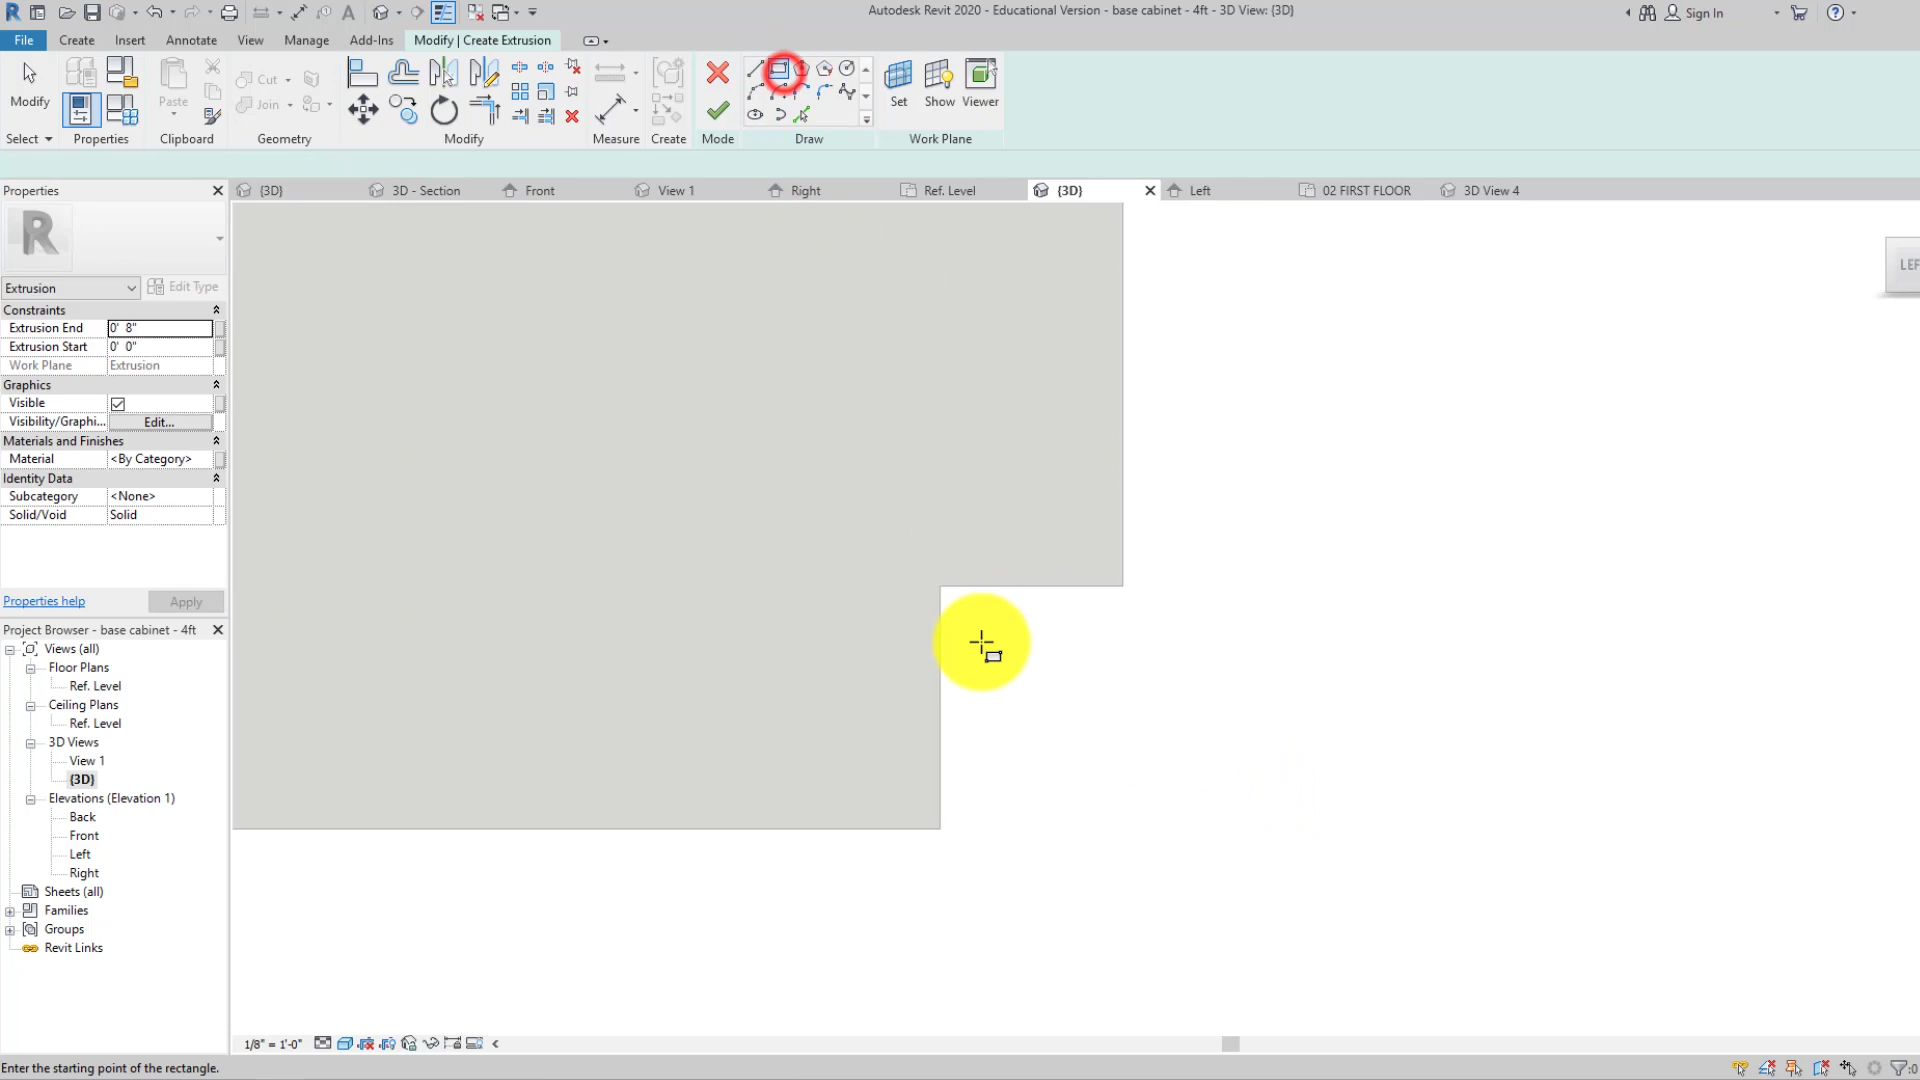 Autodesk Revit 2020 - Educational Version - base cabinet - 4ft - 3D View: {3D}
Sign In
File
Create
Insert
Annotate
View
Manage
Add-Ins
Modify | Create Extrusion
Modify
Paste
Cut
Join
Set
Show
Viewer
Select
Properties
Clipboard
Geometry
Modify
Measure
Create
Mode
Draw
Work Plane
Properties
{3D}
3D - Section
Front
View 1
Right
Ref. Level
{3D}
Left
02 FIRST FLOOR
3D View 4
Extrusion
Edit Type
Constraints
Extrusion End 0' 8"
Extrusion Start 0' 0"
Work Plane Extrusion
Graphics
Visible
Visibility/Graphi... Edit...
Materials and Finishes
Material <By Category>
Identity Data
Subcategory <None>
Solid/Void Solid
Properties help
Apply
Project Browser - base cabinet - 4ft
Views (all)
Floor Plans
Ref. Level
Ceiling Plans
Ref. Level
3D Views
View 1
{3D}
Elevations (Elevation 1)
Back
Front
Left
Right
Sheets (all)
Families
Groups
Revit Links
LEF
1/8" = 1'-0"
Enter the starting point of the rectangle.
:0